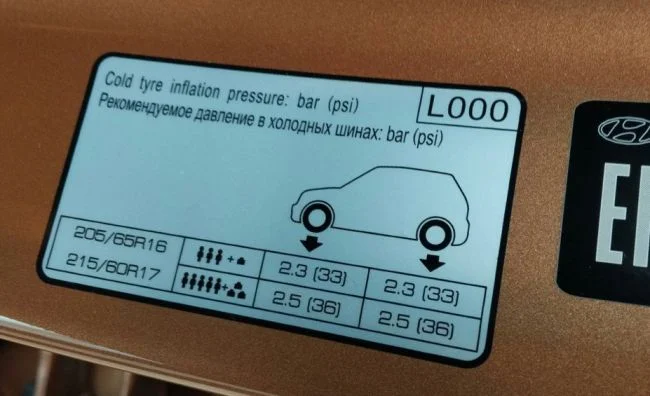 Cold tyre inflation pressure: bar (psi)
Рекомендуемое давление в холодных шинах: bar (psi)
L000
205/65R16
215/60R17
2.3 (33) 2.3 (33)
2.5 (36) 2.5 (36)